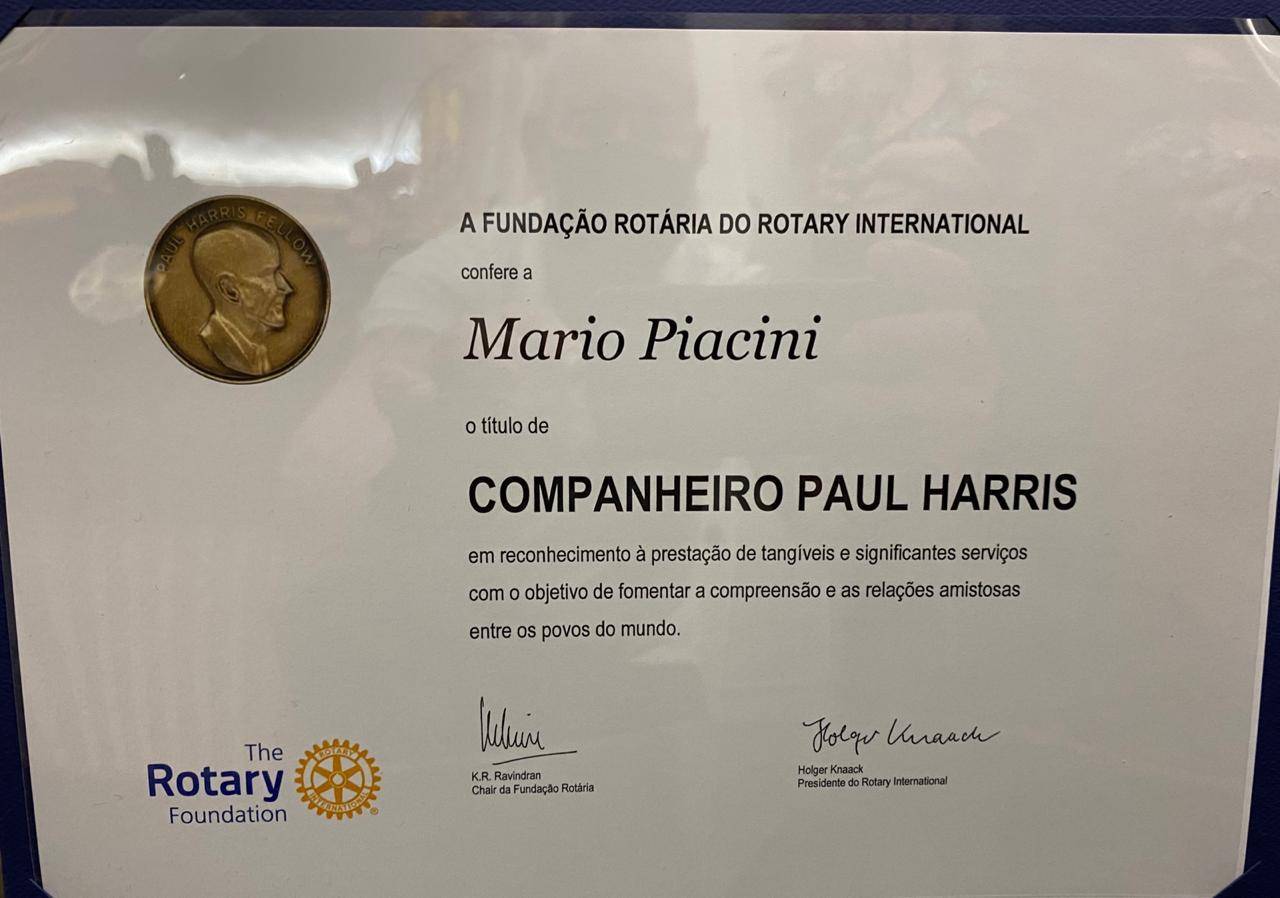 PAUL HARRIS FELLOW
A FUNDAÇÃO ROTÁRIA DO ROTARY INTERNATIONAL
confere a
Mario Piacini
o título de
COMPANHEIRO PAUL HARRIS
em reconhecimento à prestação de tangíveis e significantes serviços
com o objetivo de fomentar a compreensão e as relações amistosas
entre os povos do mundo.
Holger Knaack
K.R. Ravindran
Chair da Fundação Rotária
Holger Knaack
Presidente do Rotary International
The
Rotary
Foundation
ROTARY
INTERNATIONAL
®